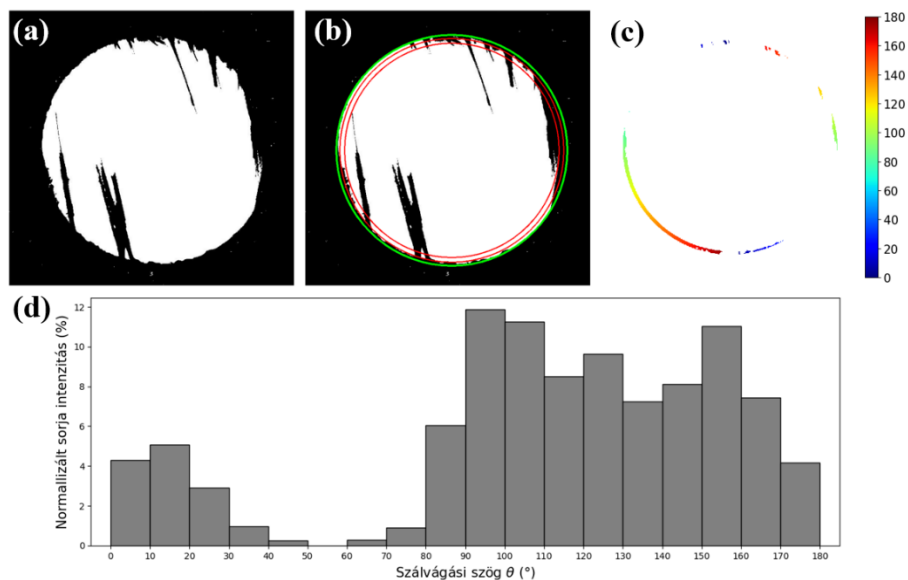 (a)
(b)
(c)
180
160
140
120
100
80
60
40
20
0
(d)
12
10
8
6
4
2
0
Normallizált sorja intenzitás (%)
0 10 20 30 40 50 60 70 80 90 100 110 120 130 140 150 160 170 180
Szálvágási szög θ (°)